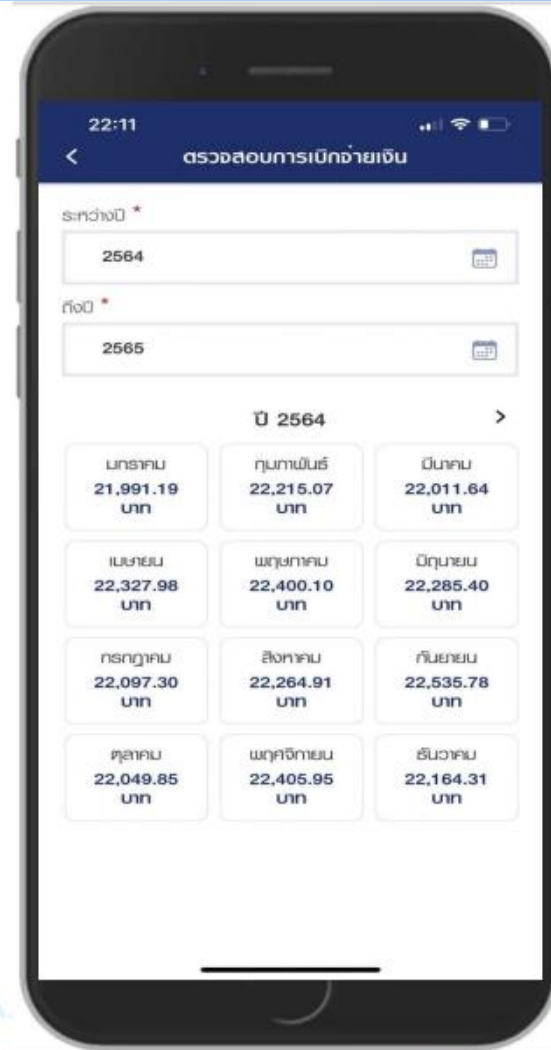 22:11
ตรวจสอบการเบิกจ่ายเงิน
ระหว่างปี *
2564
ถึงปี *
2565
ปี 2564
มกราคม
21,991.19
บาท
กุมภาพันธ์
22,215.07
บาท
มีนาคม
22,011.64
บาท
เมษายน
22,327.98
บาท
พฤษภาคม
22,400.10
บาท
มิถุนายน
22,285.40
บาท
กรกฎาคม
22,097.30
บาท
สิงหาคม
22,264.91
บาท
กันยายน
22,535.78
บาท
ตุลาคม
22,049.85
บาท
พฤศจิกายน
22,405.95
บาท
ธันวาคม
22,164.31
บาท